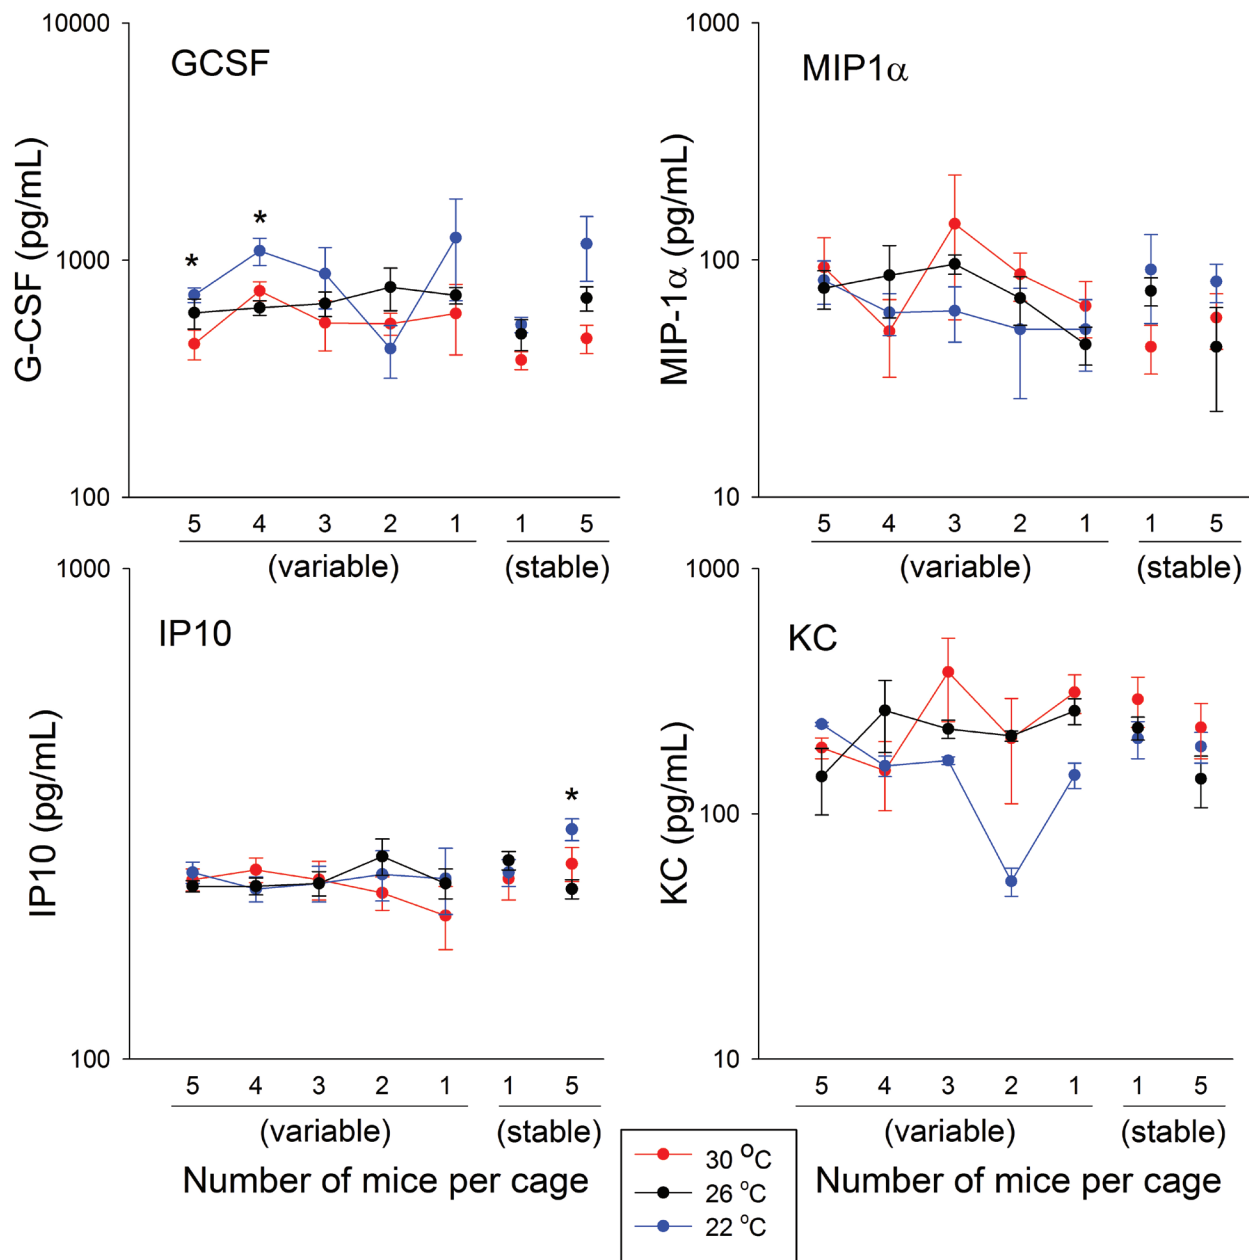 GCSF
G-CSF (pg/mL)
10000
1000
100
*
*
5 4 3 2 1 1 5
(variable) (stable)
MIP1α
MIP-1α (pg/mL)
1000
100
10
5 4 3 2 1 1 5
(variable) (stable)
IP10
IP10 (pg/mL)
1000
100
*
5 4 3 2 1 1 5
(variable) (stable)
Number of mice per cage
KC
KC (pg/mL)
1000
100
10
5 4 3 2 1 1 5
(variable) (stable)
Number of mice per cage
30 °C
26 °C
22 °C